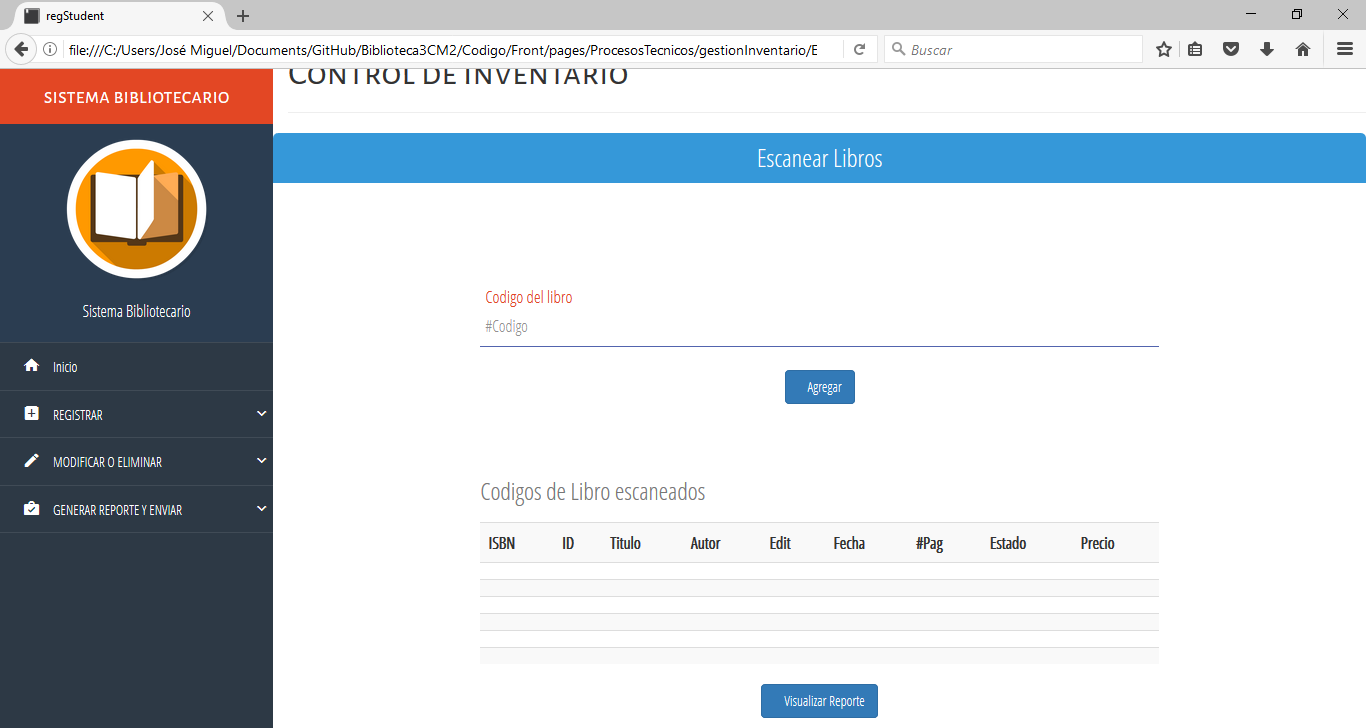 regStudent
file:///C:/Users/José Miguel/Documents/GitHub/Biblioteca3CM2/Codigo/Front/pages/ProcesosTecnicos/gestionInventario/E
Buscar
SISTEMA BIBLIOTECARIO
Sistema Bibliotecario
Inicio
REGISTRAR
MODIFICAR O ELIMINAR
GENERAR REPORTE Y ENVIAR
CONTROL DE INVENTARIO
Escanear Libros
Codigo del libro
#Codigo
Agregar
Codigos de Libro escaneados
ISBN ID Titulo Autor Edit Fecha #Pag Estado Precio
Visualizar Reporte